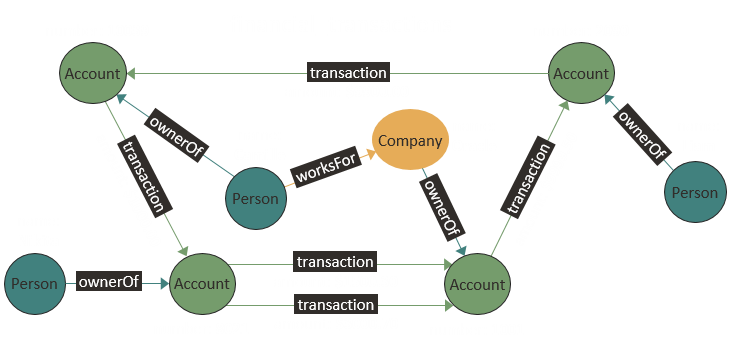 Account
transaction
Account
ownerOf
transaction
Company
worksFor
ownerOf
transaction
ownerOf
Person
Person
Person
ownerOf
Account
transaction
transaction
Account